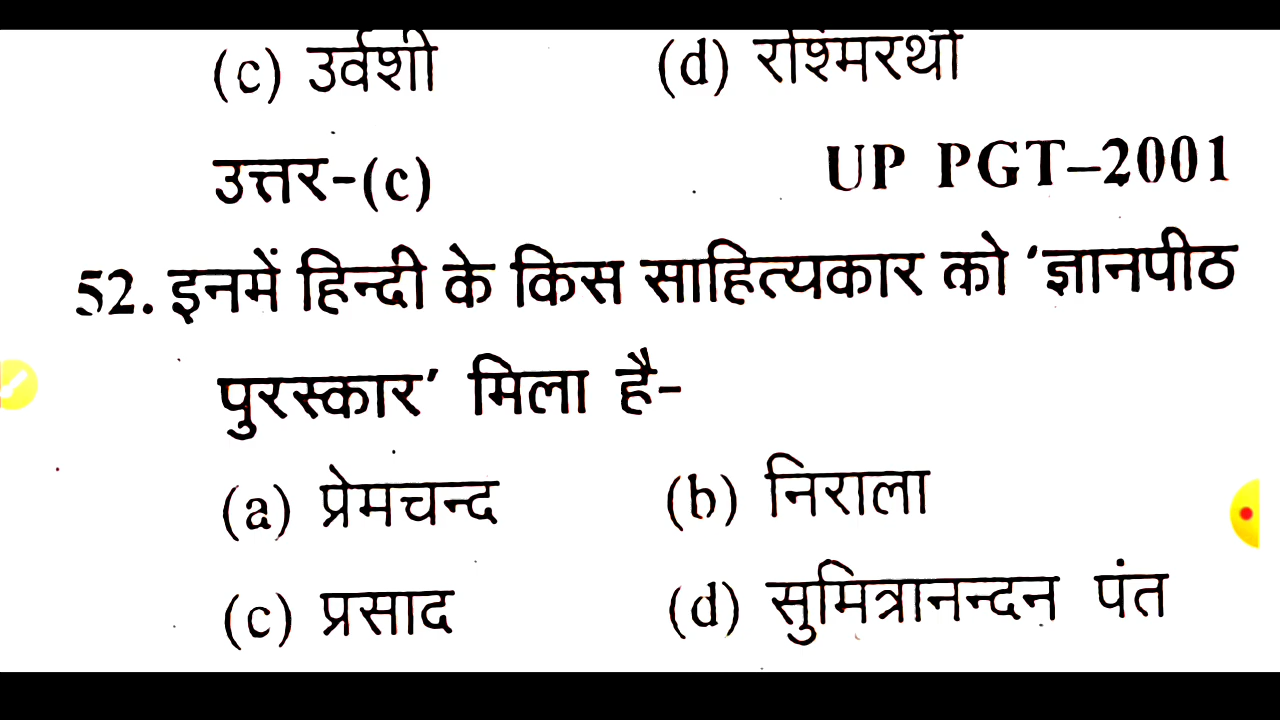 (c) उर्वशी (d) रश्मिरथी
उत्तर-(c) UP PGT–2001
52. इनमें हिन्दी के किस साहित्यकार को ‘ज्ञानपीठ
पुरस्कार’ मिला है-
(a) प्रेमचन्द (b) निराला
(c) प्रसाद (d) सुमित्रानन्दन पंत